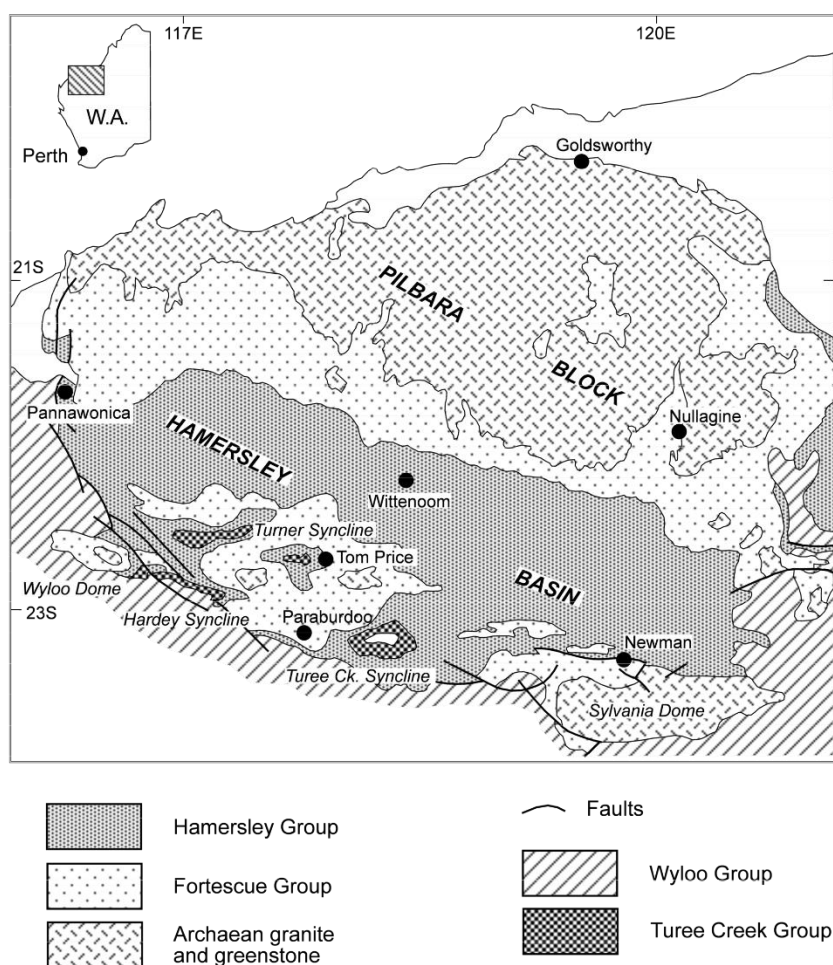 117E
120E
W.A.
Perth
Goldsworthy
21S
PILBARA
BLOCK
Pannawonica
Nullagine
HAMERSLEY
Wittenoom
Turner Syncline
Tom Price
Wyloo Dome
BASIN
23S
Hardey Syncline
Paraburdoo
Newman
Turee Ck. Syncline
Sylvania Dome
Hamersley Group
Faults
Fortescue Group
Wyloo Group
Archaean granite
and greenstone
Turee Creek Group